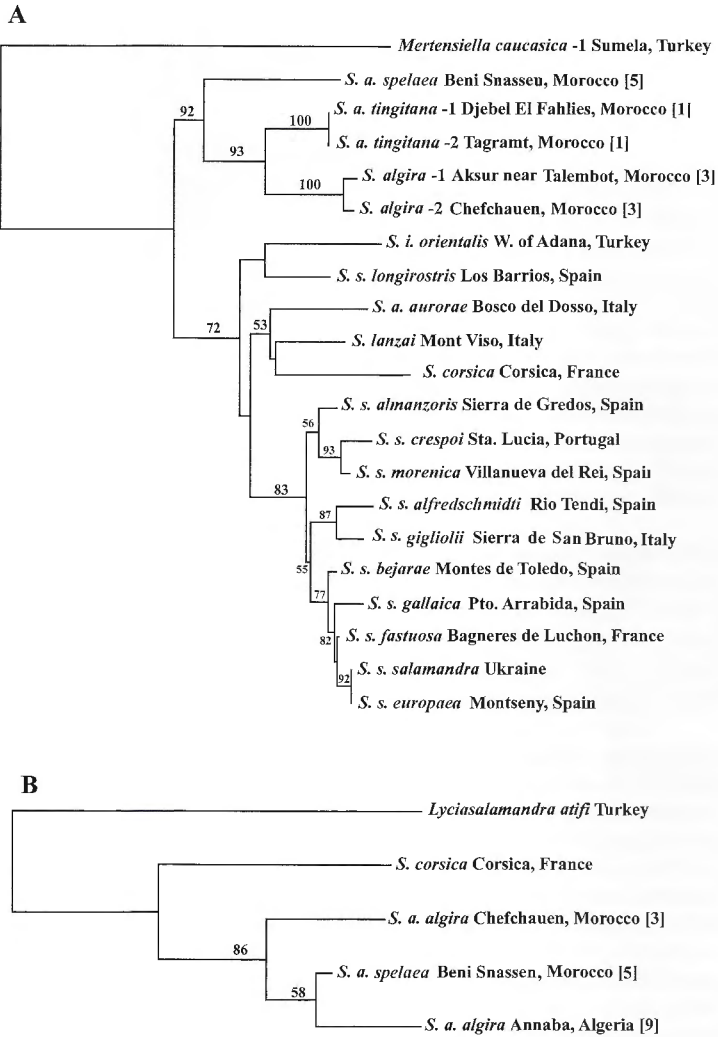 A
Mertensiella caucasica -1 Sumela, Turkey
S. a. spelaea Beni Snasseu, Morocco [5]
92
S. a. tingitana -1 Djebel El Fahlies, Morocco [1]
100
S. a. tingitana -2 Tagramt, Morocco [1]
93
S. algira -1 Aksur near Talembot, Morocco [3]
100
S. algira -2 Chefchauen, Morocco [3]
S. i. orientalis W. of Adana, Turkey
S. s. longirostris Los Barrios, Spain
S. a. aurorae Bosco del Dosso, Italy
72
53
S. lanzai Mont Viso, Italy
S. corsica Corsica, France
S. s. almanzoris Sierra de Gredos, Spain
56
S. s. crespoi Sta. Lucia, Portugal
93
S. s. morenica Villanueva del Rei, Spain
83
S. s. alfredschmidti Rio Tendi, Spain
87
S. s. gigliolii Sierra de San Bruno, Italy
55
S. s. bejarae Montes de Toledo, Spain
77
S. s. gallaica Pto. Arrabida, Spain
82
S. s. fastuosa Bagneres de Luchon, France
S. s. salamandra Ukraine
92
S. s. europaea Montseny, Spain
B
Lyciasalamandra atifi Turkey
S. corsica Corsica, France
S. a. algira Chefchauen, Morocco [3]
86
S. a. spelaea Beni Snassen, Morocco [5]
58
S. a. algira Annaba, Algeria [9]